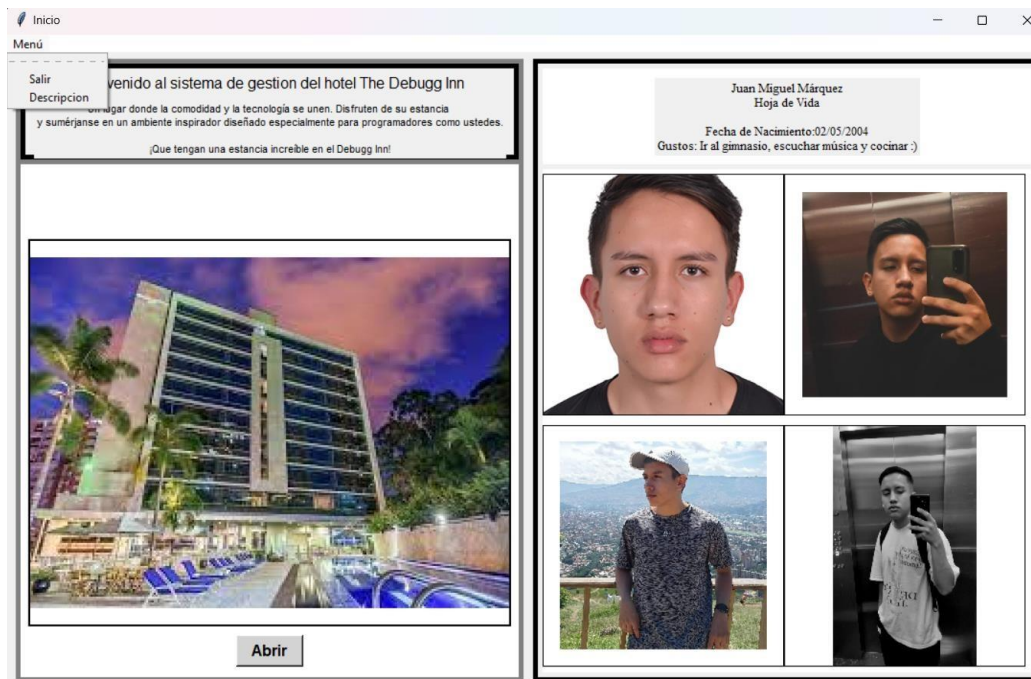 Inicio
Menú
Salir
Descripcion
venido al sistema de gestion del hotel The Debugg Inn
lugar donde la comodidad y la tecnología se unen. Disfruten de su estancia
y sumérjanse en un ambiente inspirador diseñado especialmente para programadores como ustedes.
¡Que tengan una estancia increíble en el Debugg Inn!
Abrir
Juan Miguel Márquez
Hoja de Vida
Fecha de Nacimiento:02/05/2004
Gustos: Ir al gimnasio, escuchar música y cocinar :)